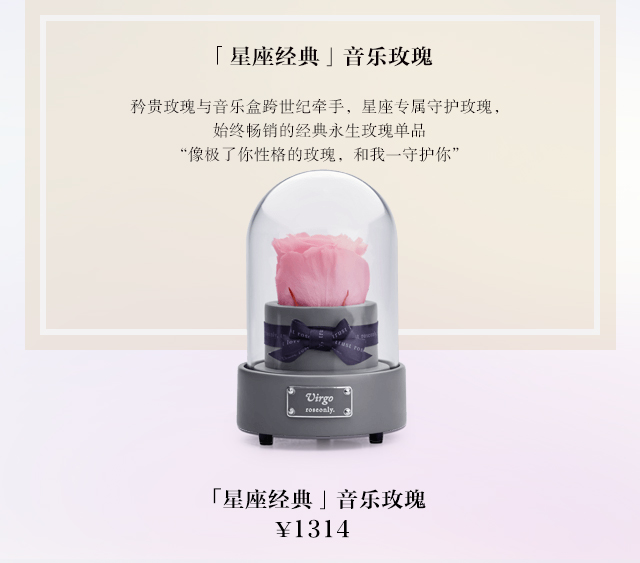 「星座经典」音乐玫瑰
矜贵玫瑰与音乐盒跨世纪牵手，星座专属守护玫瑰，
始终畅销的经典永生玫瑰单品
“像极了你性格的玫瑰，和我一守护你”
Virgo
roseonly.
「星座经典」音乐玫瑰
¥1314